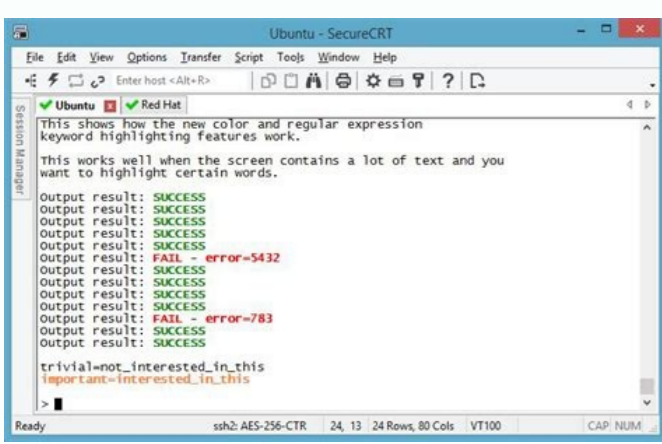 Ubuntu - SecureCRT
File Edit View Options Transfer Script Tools Window Help
Enter host <Alt+R>
Ubuntu Red Hat
Session Manager
This shows how the new color and regular expression
keyword highlighting features work.
This works well when the screen contains a lot of text and you
want to highlight certain words.
Output result: SUCCESS
Output result: SUCCESS
Output result: SUCCESS
Output result: SUCCESS
Output result: SUCCESS
Output result: FAIL - error=5432
Output result: SUCCESS
Output result: SUCCESS
Output result: SUCCESS
Output result: SUCCESS
Output result: FAIL - error=783
Output result: SUCCESS
Output result: SUCCESS
trivial=not_interested_in_this
important=interested_in_this
>
Ready ssh2: AES-256-CTR 24, 13 24 Rows, 80 Cols VT100 CAP NUM